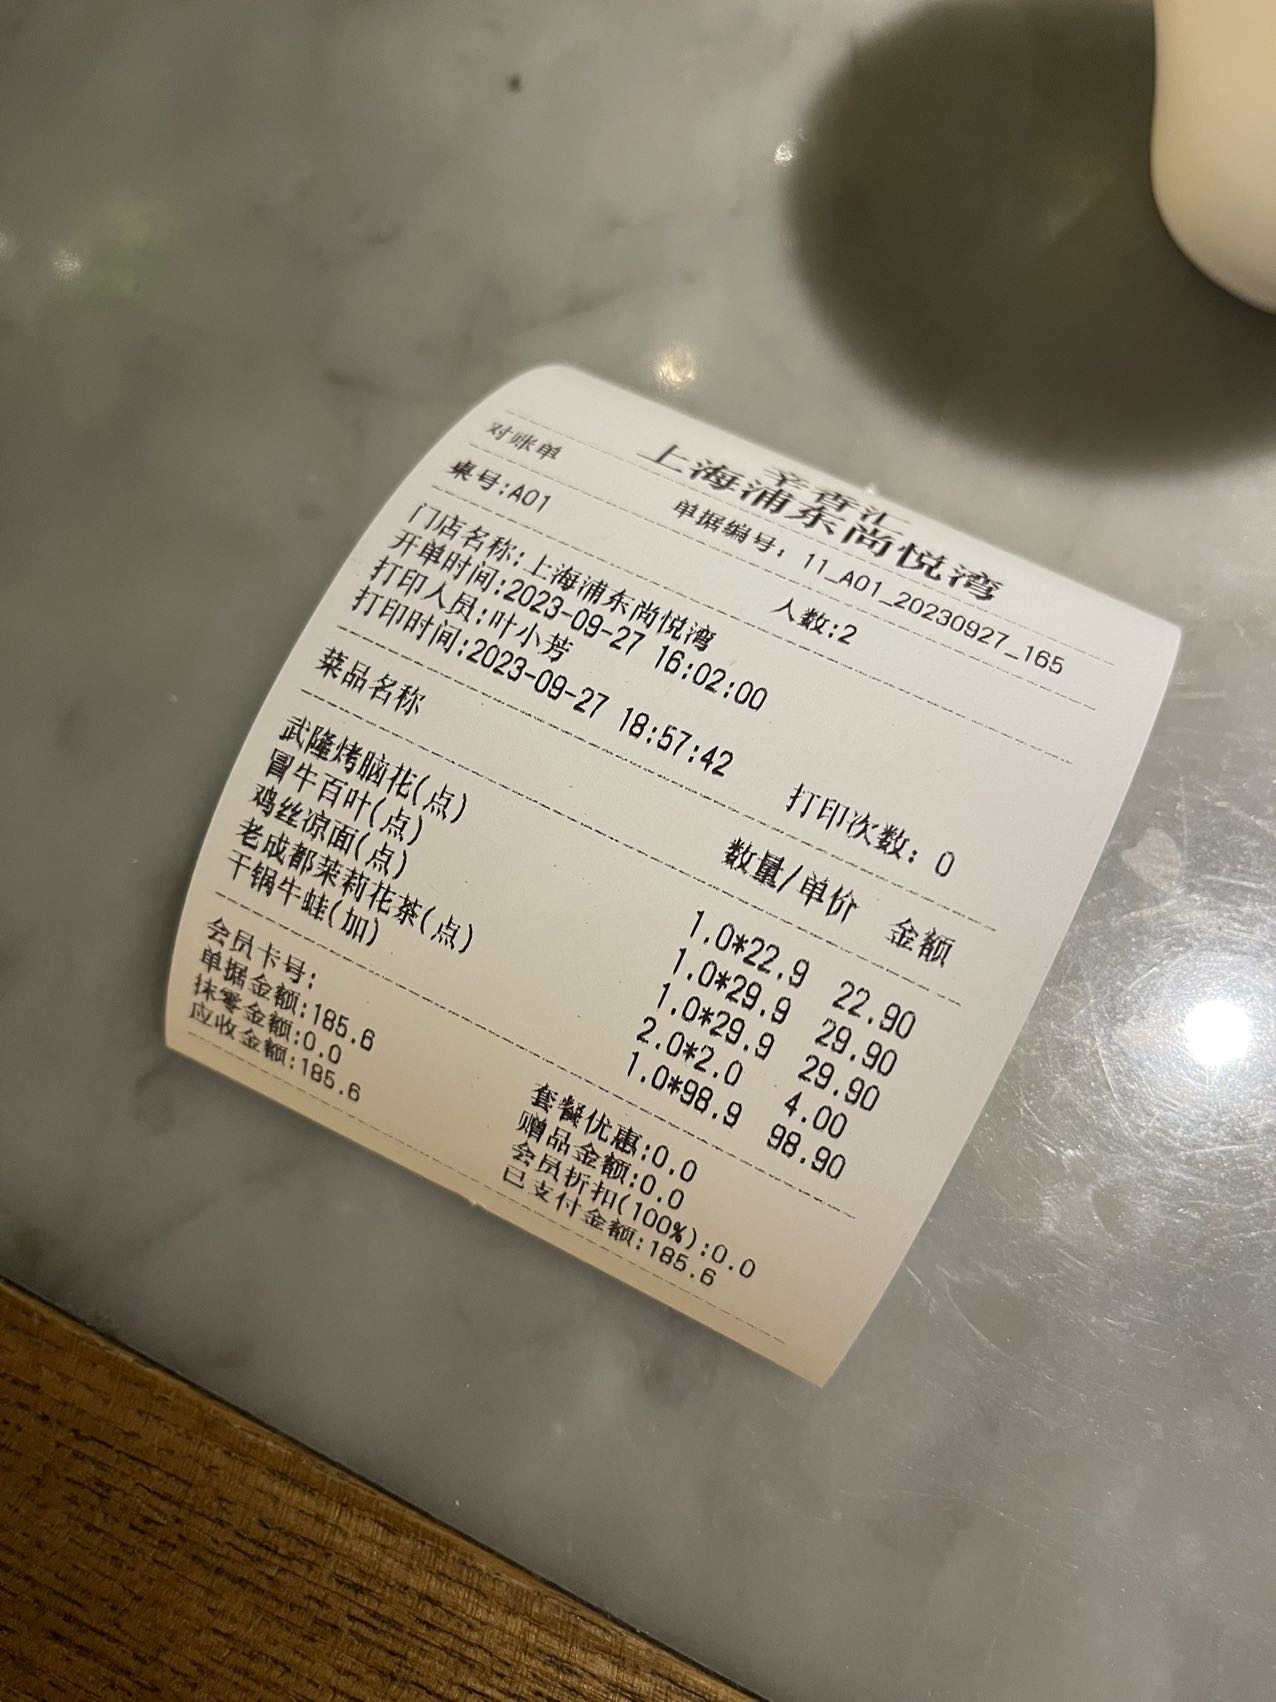 辛香汇
上海浦东尚悦湾
对账单 单据编号: 11_A01_20230927_165
桌号:A01 人数:2
门店名称:上海浦东尚悦湾
开单时间:2023-09-27 16:02:00
打印人员:叶小芳
打印时间:2023-09-27 18:57:42 打印次数: 0
菜品名称 数量/单价 金额
武隆烤脑花(点) 1.0*22.9 22.90
冒牛百叶(点) 1.0*29.9 29.90
鸡丝凉面(点) 1.0*29.9 29.90
老成都茉莉花茶(点) 2.0*2.0 4.00
干锅牛蛙(加) 1.0*98.9 98.90
会员卡号: 套餐优惠:0.0
单据金额:185.6 赠品金额:0.0
抹零金额:0.0 会员折扣(100%):0.0
应收金额:185.6 已支付金额:185.6